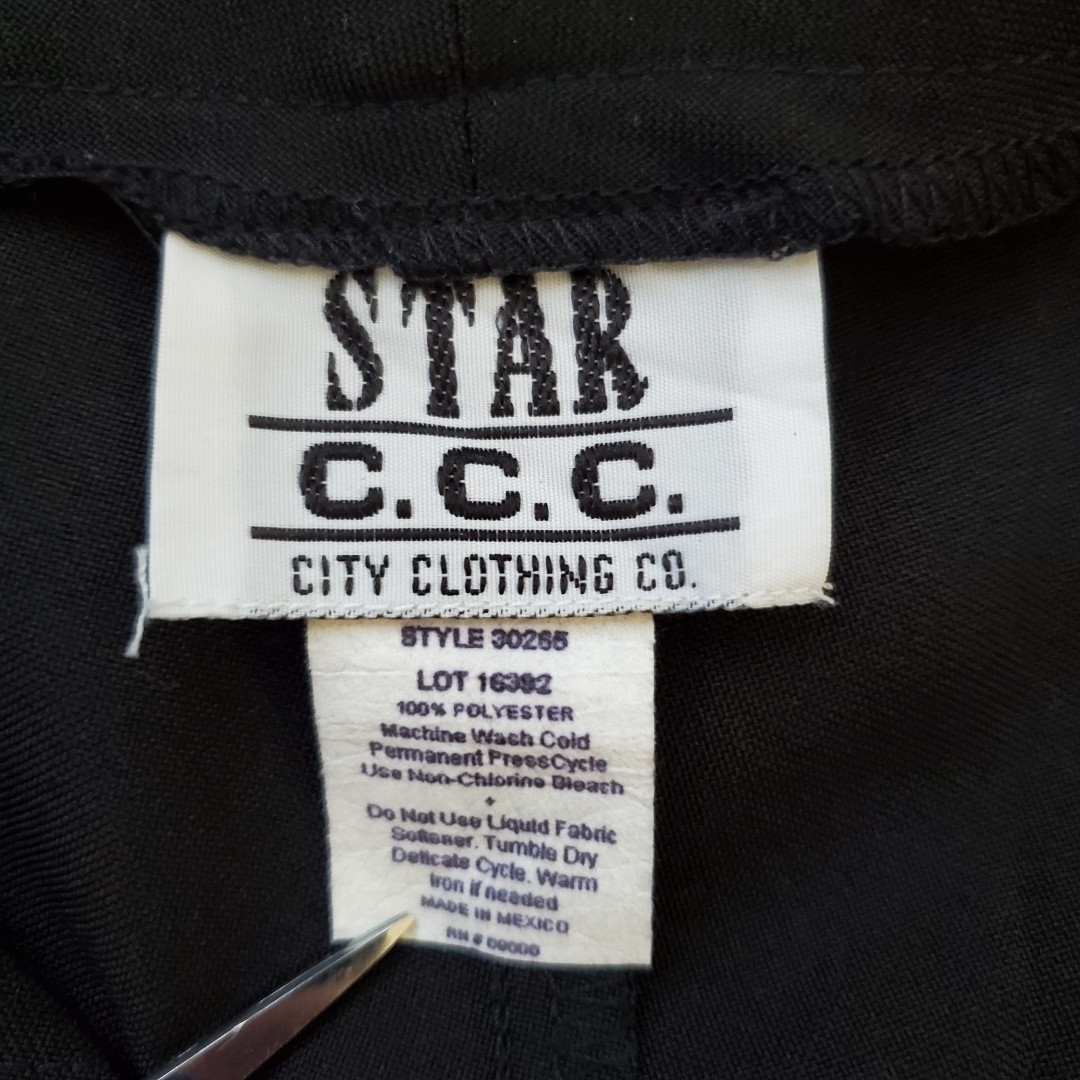 STAR
C.C.C.
CITY CLOTHING CO.
STYLE 30265
LOT 16392
100% POLYESTER
Machine Wash Cold
Permanent PressCycle
Use Non-Chlorine Bleach
Do Not Use Liquid Fabric
Softener. Tumble Dry
Delicate Cycle. Warm
Iron if needed
MADE IN MEXICO
RN #